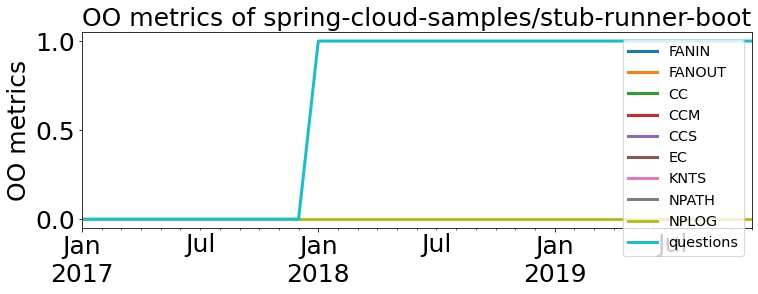 OO metrics of spring-cloud-samples/stub-runner-boot
OO metrics
1.0
0.5
0.0
FANIN
FANOUT
CC
CCM
CCS
EC
KNTS
NPATH
NPLOG
questions
Jan Jul Jan Jul Jan Jul
2017 2018 2019